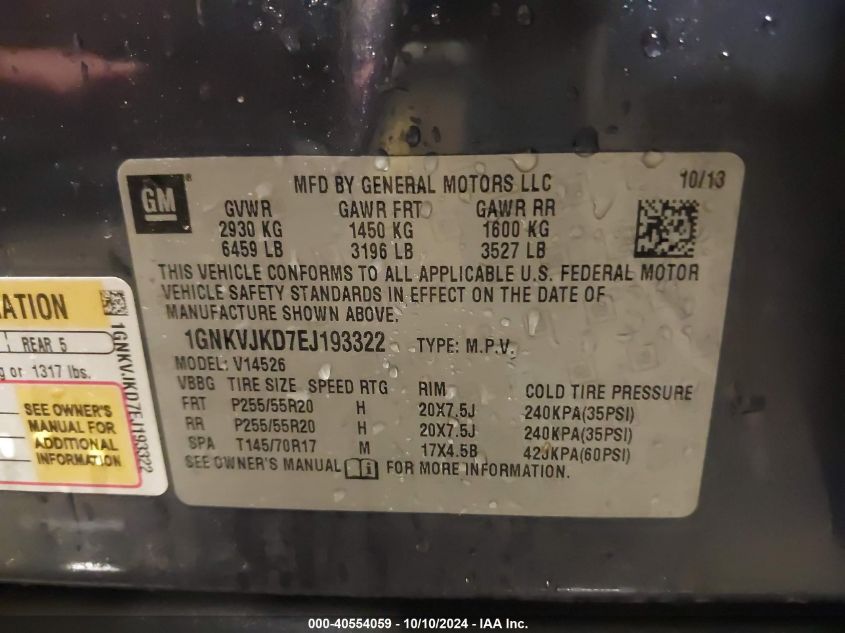 GM
MFD BY GENERAL MOTORS LLC
10/13
GVWR GAWR FRT GAWR RR
2930 KG 1450 KG 1600 KG
6459 LB 3196 LB 3527 LB
THIS VEHICLE CONFORMS TO ALL APPLICABLE U.S. FEDERAL MOTOR
VEHICLE SAFETY STANDARDS IN EFFECT ON THE DATE OF
MANUFACTURE SHOWN ABOVE.
1GNKVJKD7EJ193322 TYPE: M.P.V.
MODEL: V14526
VBBG TIRE SIZE SPEED RTG RIM COLD TIRE PRESSURE
FRT P255/55R20 H 20X7.5J 240KPA(35PSI)
RR P255/55R20 H 20X7.5J 240KPA(35PSI)
SPA T145/70R17 M 17X4.5B 420KPA(60PSI)
SEE OWNER'S MANUAL FOR MORE INFORMATION.
ATION
REAR 5
g or 1317 lbs.
SEE OWNER'S
MANUAL FOR
ADDITIONAL
INFORMATION
1GNKVJKD7EJ193322
000-40554059 - 10/10/2024 - IAA Inc.